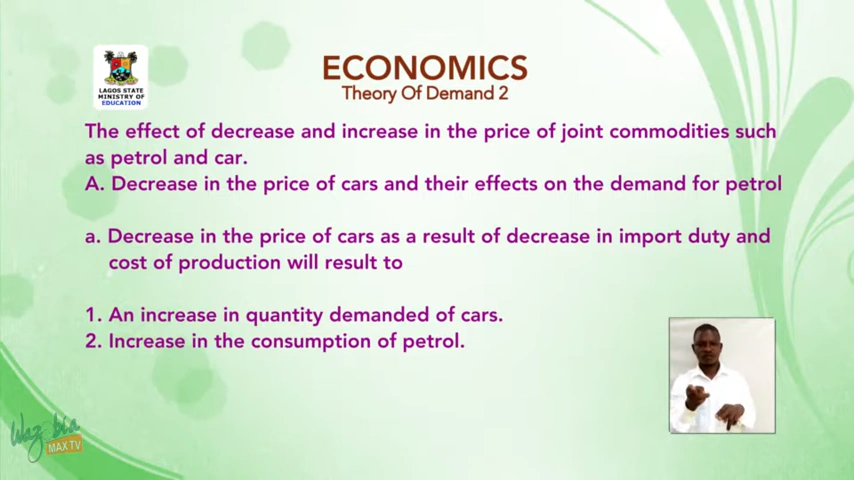 LAGOS STATE
MINISTRY OF
EDUCATION
ECONOMICS
Theory Of Demand 2
The effect of decrease and increase in the price of joint commodities such
as petrol and car.
A. Decrease in the price of cars and their effects on the demand for petrol
a. Decrease in the price of cars as a result of decrease in import duty and
cost of production will result to
1. An increase in quantity demanded of cars.
2. Increase in the consumption of petrol.
Wazobia
MAX TV